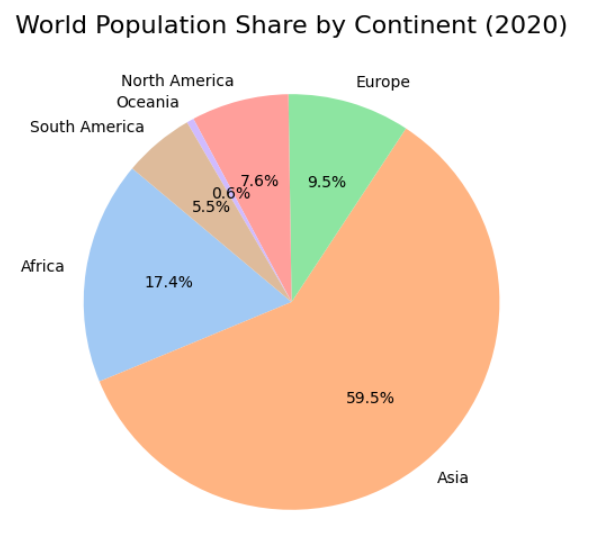 World Population Share by Continent (2020)
North America
Europe
Oceania
South America
7.6%
9.5%
0.6%
5.5%
Africa
17.4%
59.5%
Asia